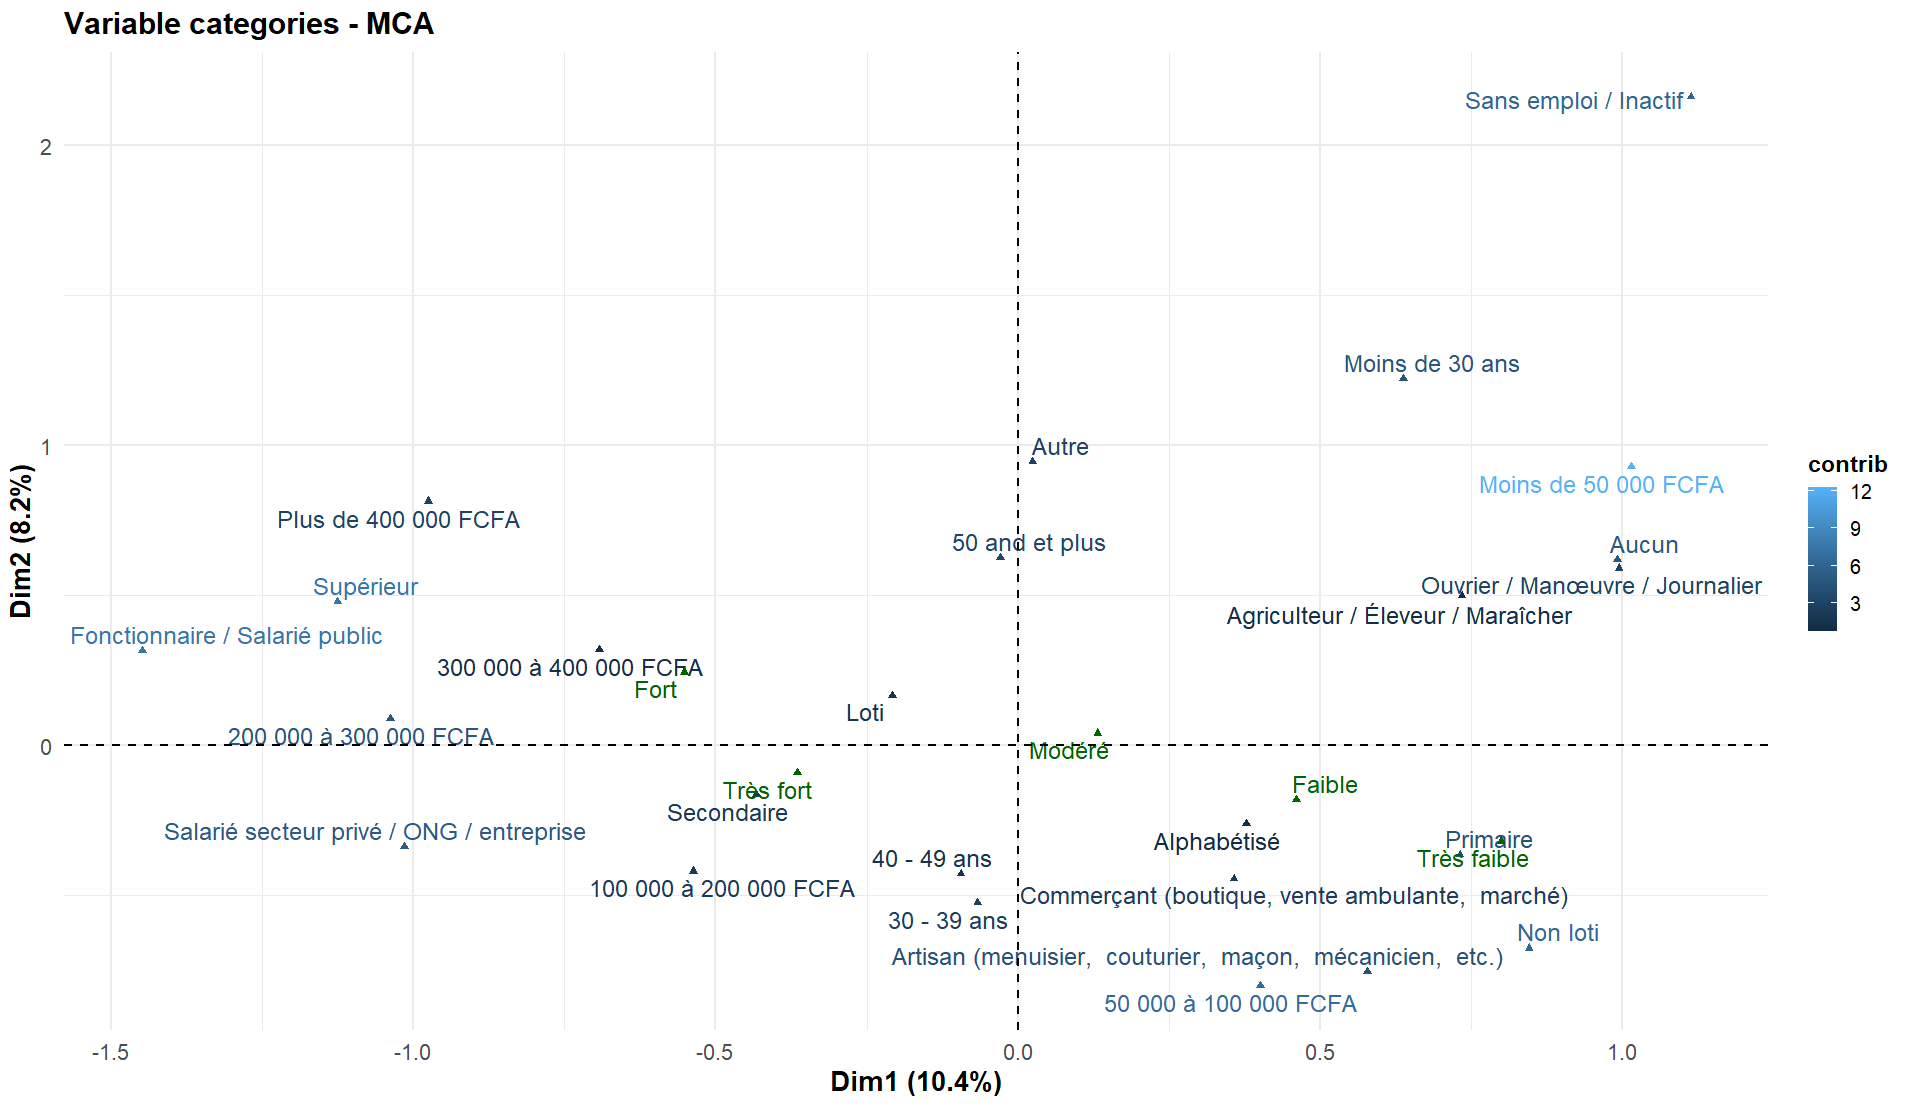 Variable categories - MCA
Sans emploi / Inactif
2
Moins de 30 ans
Autre
1
contrib
Moins de 50 000 FCFA
12
Plus de 400 000 FCFA
9
50 and et plus
Aucun
6
Dim2 (8.2%)
Supérieur
Ouvrier / Manœuvre / Journalier
3
Agriculteur / Éleveur / Maraîcher
Fonctionnaire / Salarié public
300 000 à 400 000 FCFA
Fort
Loti
200 000 à 300 000 FCFA
0
Modéré
Très fort
Faible
Secondaire
Salarié secteur privé / ONG / entreprise
Alphabétisé
Primaire
40 - 49 ans
Très faible
100 000 à 200 000 FCFA
Commerçant (boutique, vente ambulante,  marché)
30 - 39 ans
Non loti
Artisan (menuisier,  couturier,  maçon,  mécanicien,  etc.)
50 000 à 100 000 FCFA
-1.5 -1.0 -0.5 0.0 0.5 1.0
Dim1 (10.4%)